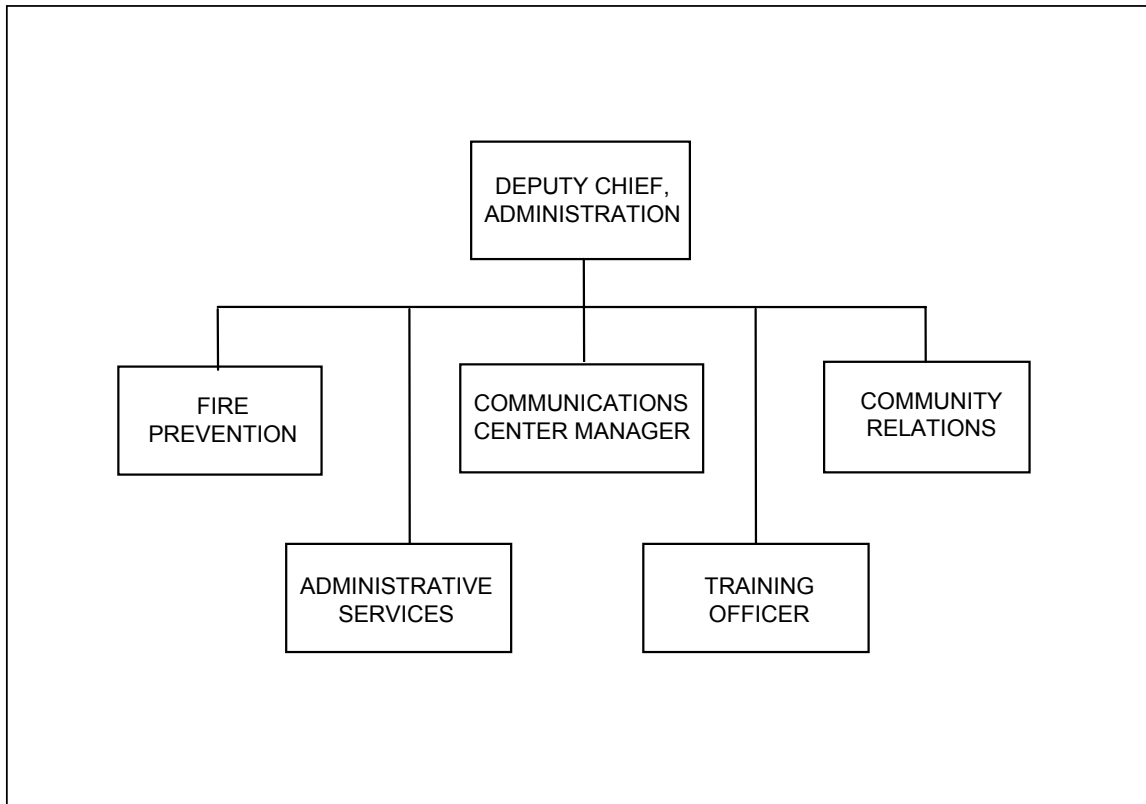 DEPUTY CHIEF,
ADMINISTRATION
FIRE
PREVENTION
COMMUNICATIONS
CENTER MANAGER
COMMUNITY
RELATIONS
ADMINISTRATIVE
SERVICES
TRAINING
OFFICER